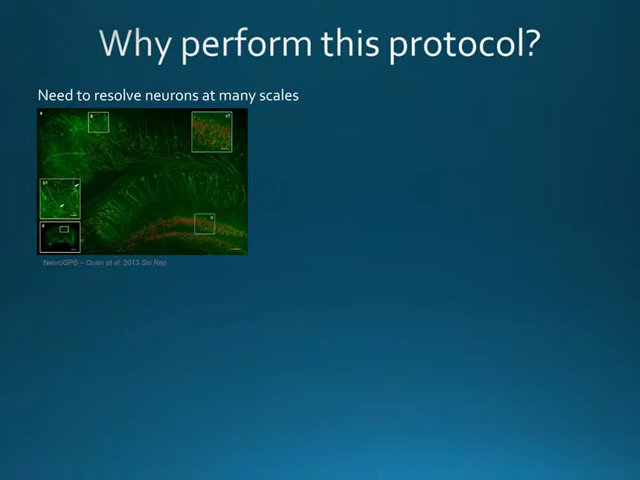 Why perform this protocol?
Need to resolve neurons at many scales
NeuroGPS – Quan et al. 2013 Sci Rep